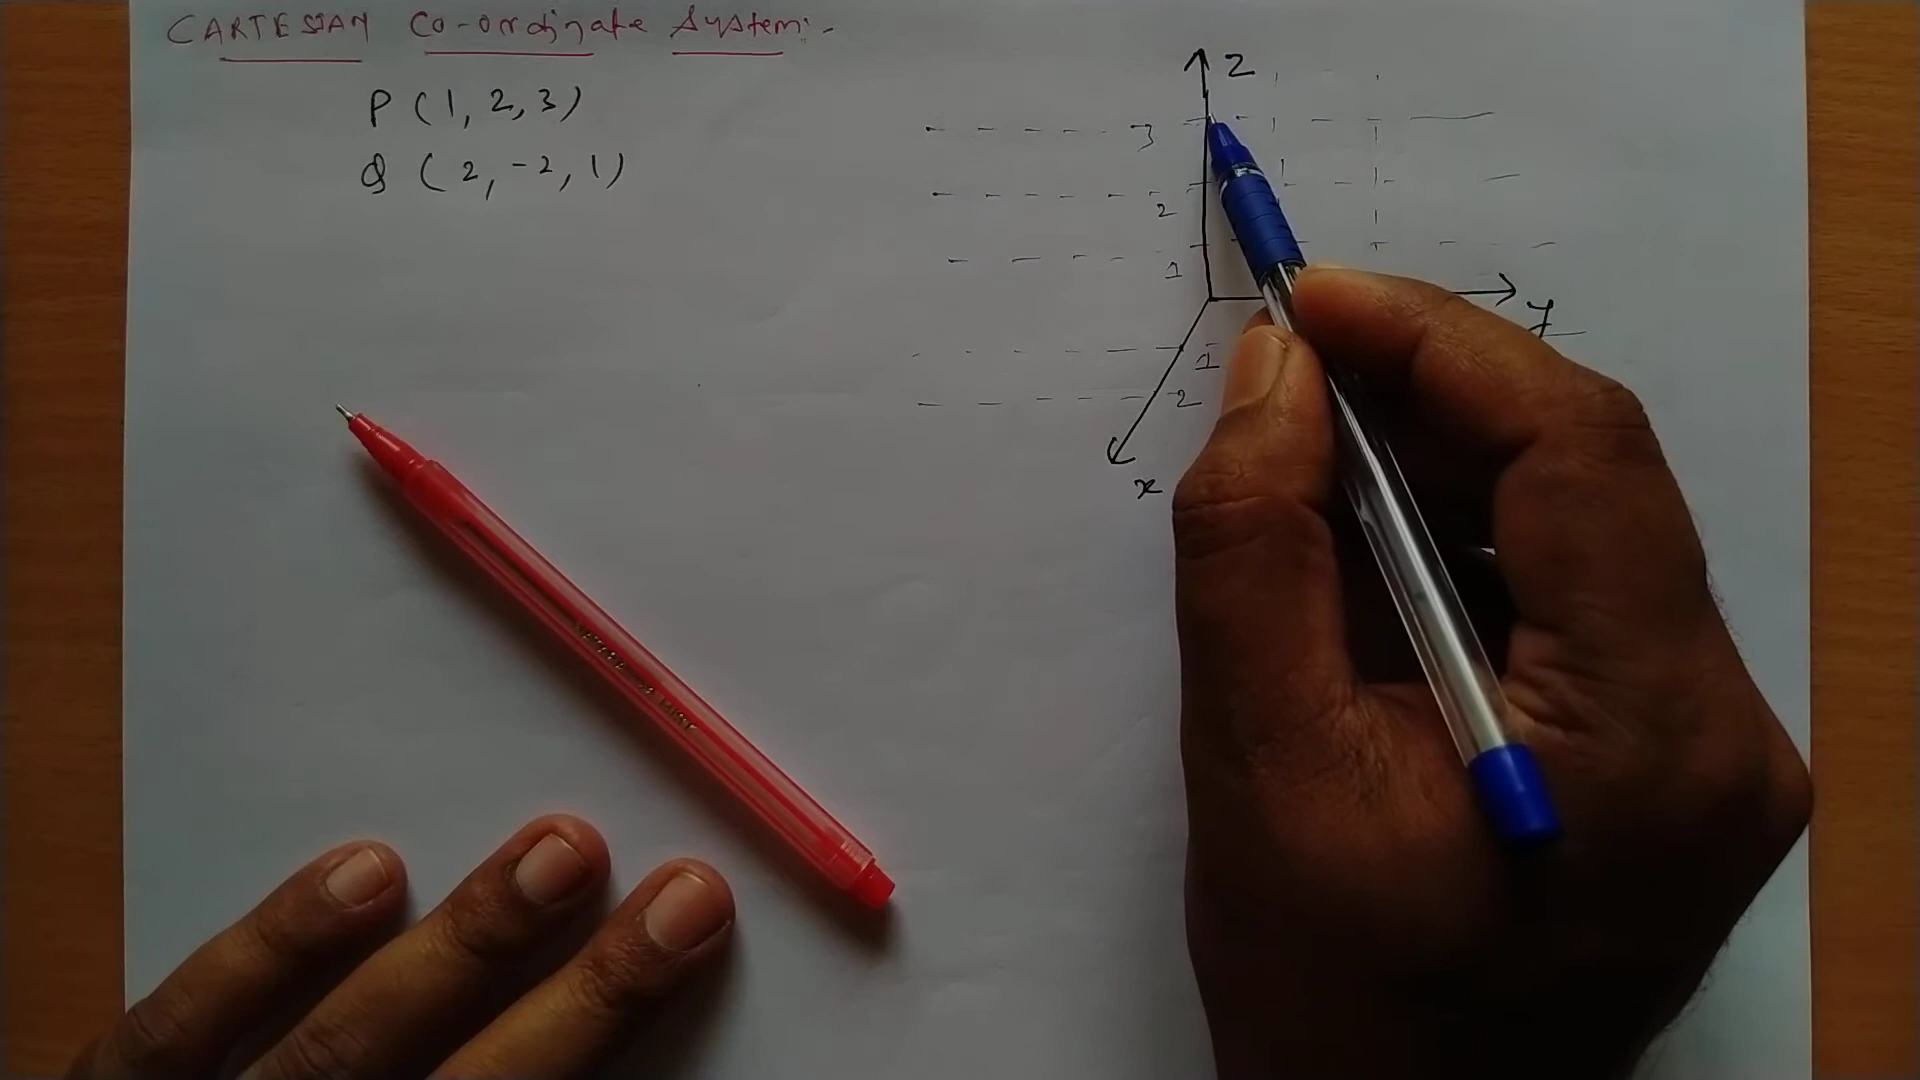 CARTESIAN Co-ordinate System:-
P (1, 2, 3)
Q (2, -2, 1)
Z
3
2
1
y
1
2
x